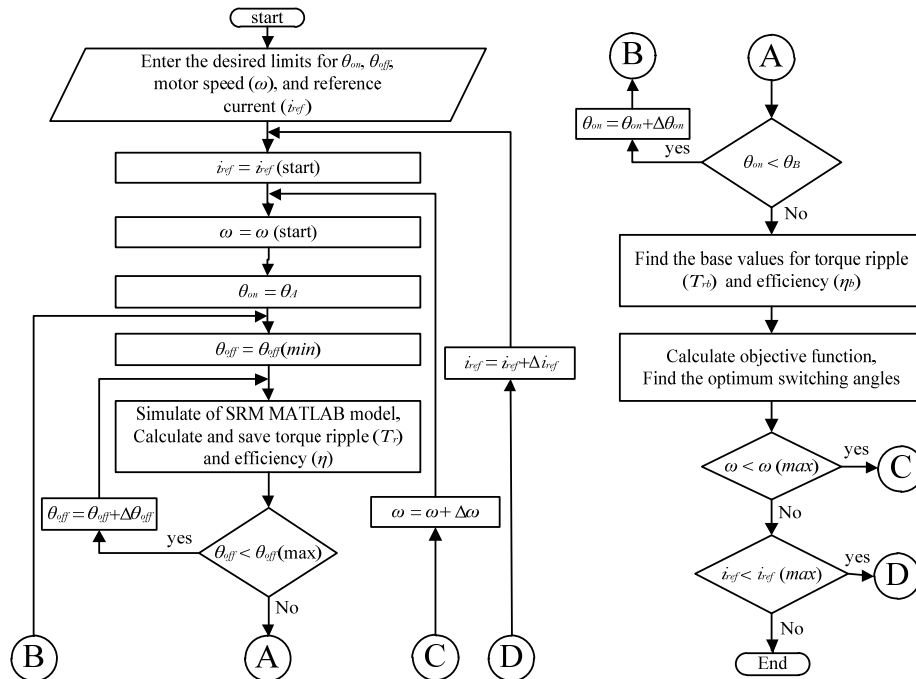 start
Enter the desired limits for θon, θoff,
motor speed (ω), and reference
current (iref)
iref = iref (start)
ω = ω (start)
θon = θA
θoff = θoff(min)
Simulate of SRM MATLAB model,
Calculate and save torque ripple (Tr)
and efficiency (η)
θoff = θoff+Δθoff
yes
θoff < θoff(max)
No
iref = iref+Δiref
ω = ω + Δω
B
A
C
D
B
A
θon = θon+Δθon
yes
θon < θB
No
Find the base values for torque ripple
(Trb) and efficiency (ηb)
Calculate objective function,
Find the optimum switching angles
ω < ω (max)
yes
C
No
iref < iref (max)
yes
D
No
End